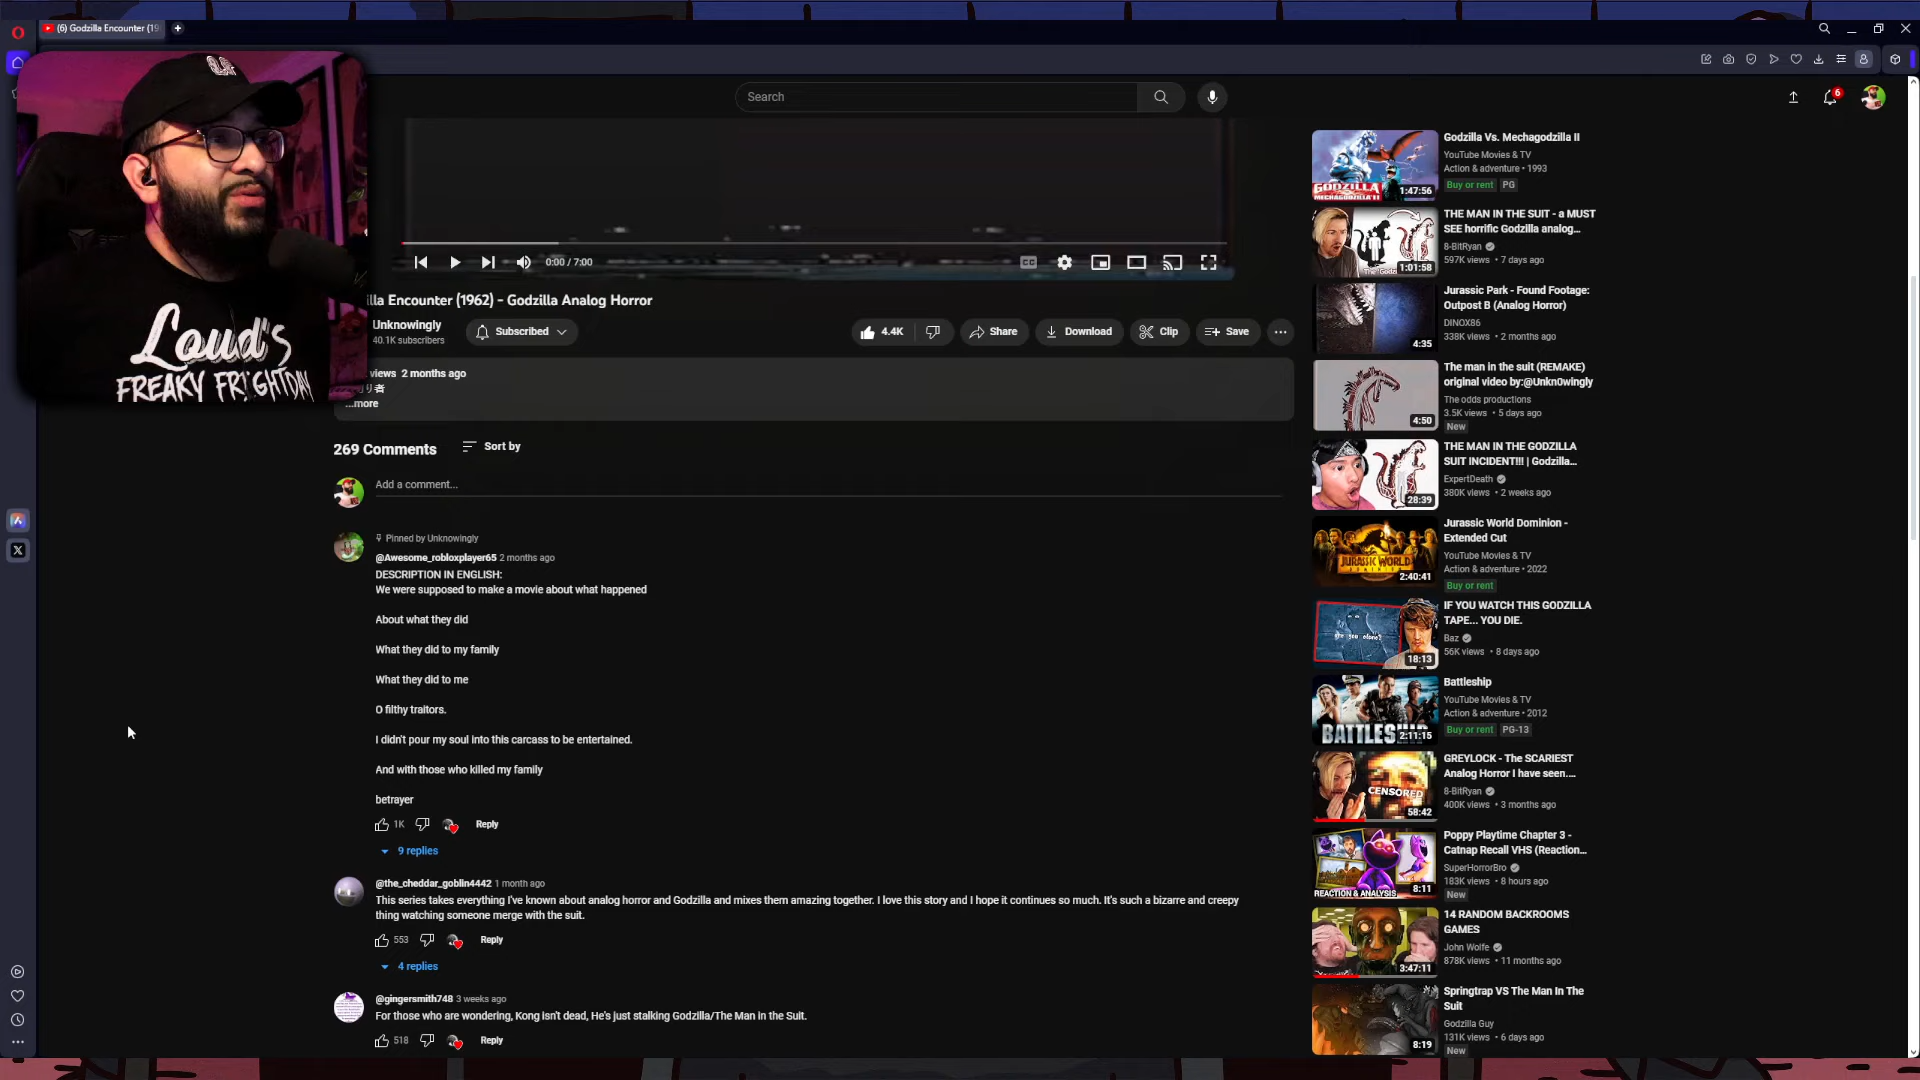 (6) Godzilla Encounter (19
Search
6
0:00 / 7:00
lla Encounter (1962) - Godzilla Analog Horror
Unknowingly
40.1K subscribers
Subscribed
4.4K
Share
Download
Clip
Save
views 2 months ago
り者
...more
269 Comments
Sort by
Add a comment...
Pinned by Unknowingly
@Awesome_robloxplayer65 2 months ago
DESCRIPTION IN ENGLISH:
We were supposed to make a movie about what happened
About what they did
What they did to my family
What they did to me
O filthy traitors.
I didn't pour my soul into this carcass to be entertained.
And with those who killed my family
betrayer
1K
Reply
9 replies
@the_cheddar_goblin4442 1 month ago
This series takes everything I've known about analog horror and Godzilla and mixes them amazing together. I love this story and I hope it continues so much. It's such a bizarre and creepy
thing watching someone merge with the suit.
553
Reply
4 replies
@gingersmith748 3 weeks ago
For those who are wondering, Kong isn't dead, He's just stalking Godzilla/The Man in the Suit.
518
Reply
Loud's
FREAKY FRIGHTDAY
GODZILLA
MECHAGODZILLA II
1:47:56
Godzilla Vs. Mechagodzilla II
YouTube Movies & TV
Action & adventure • 1993
Buy or rent
PG
1:01:58
THE MAN IN THE SUIT - a MUST
SEE horrific Godzilla analog...
8-BitRyan
597K views • 7 days ago
4:35
Jurassic Park - Found Footage:
Outpost B (Analog Horror)
DINOX86
338K views • 2 months ago
4:50
The man in the suit (REMAKE)
original video by:@Unkn0wingly
The odds productions
3.5K views • 5 days ago
New
28:39
THE MAN IN THE GODZILLA
SUIT INCIDENT!!! | Godzilla...
ExpertDeath
380K views • 2 weeks ago
2:40:41
Jurassic World Dominion -
Extended Cut
YouTube Movies & TV
Action & adventure • 2022
Buy or rent
are you alone?
18:13
IF YOU WATCH THIS GODZILLA
TAPE... YOU DIE.
Baz
56K views • 8 days ago
BATTLESHIP
2:11:15
Battleship
YouTube Movies & TV
Action & adventure • 2012
Buy or rent
PG-13
CENSORED
58:42
GREYLOCK - The SCARIEST
Analog Horror I have seen....
8-BitRyan
400K views • 3 months ago
REACTION & ANALYSIS
8:11
Poppy Playtime Chapter 3 -
Catnap Recall VHS (Reaction...
SuperHorrorBro
183K views • 8 hours ago
New
3:47:11
14 RANDOM BACKROOMS
GAMES
John Wolfe
878K views • 11 months ago
8:19
Springtrap VS The Man In The
Suit
Godzilla Guy
131K views • 6 days ago
New